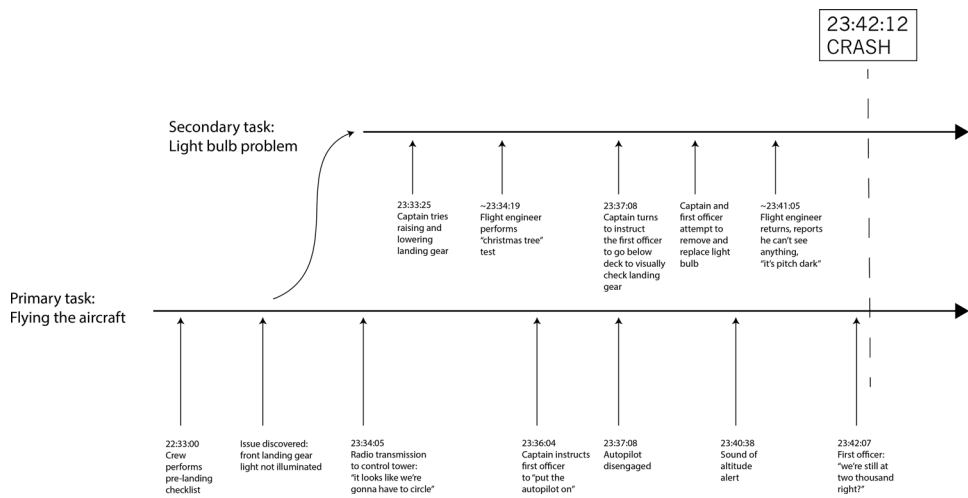 23:42:12
CRASH
Secondary task:
Light bulb problem
23:33:25
Captain tries
raising and
lowering
landing gear
~23:34:19
Flight engineer
performs
“christmas tree”
test
23:37:08
Captain turns
to instruct
the first officer
to go below
deck to visually
check landing
gear
Captain and
first officer
attempt to
remove and
replace light
bulb
~23:41:05
Flight engineer
returns, reports
he can’t see
anything,
“it’s pitch dark”
Primary task:
Flying the aircraft
22:33:00
Crew
performs
pre-landing
checklist
Issue discovered:
front landing gear
light not illuminated
23:34:05
Radio transmission
to control tower:
“it looks like we’re
gonna have to circle”
23:36:04
Captain instructs
first officer
to “put the
autopilot on”
23:37:08
Autopilot
disengaged
23:40:38
Sound of
altitude
alert
23:42:07
First officer:
“we’re still at
two thousand
right?”